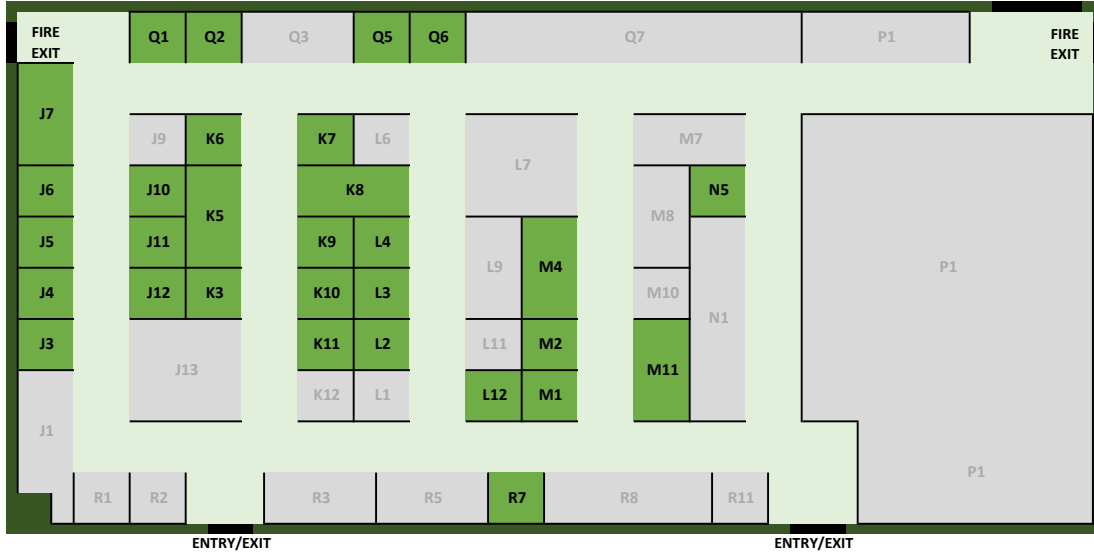 FIRE
EXIT
Q1 Q2 Q3 Q5 Q6 Q7 P1
FIRE
EXIT
J7
J9 K6 K7 L6 L7 M7
J6 J10 K5 K8 M8 N5
J5 J11 K9 L4 L9 M4 P1
J4 J12 K3 K10 L3 M10 N1
J3 J13 K11 L2 L11 M2 M11
J1 K12 L1 L12 M1
P1
R1 R2 R3 R5 R7 R8 R11
ENTRY/EXIT ENTRY/EXIT